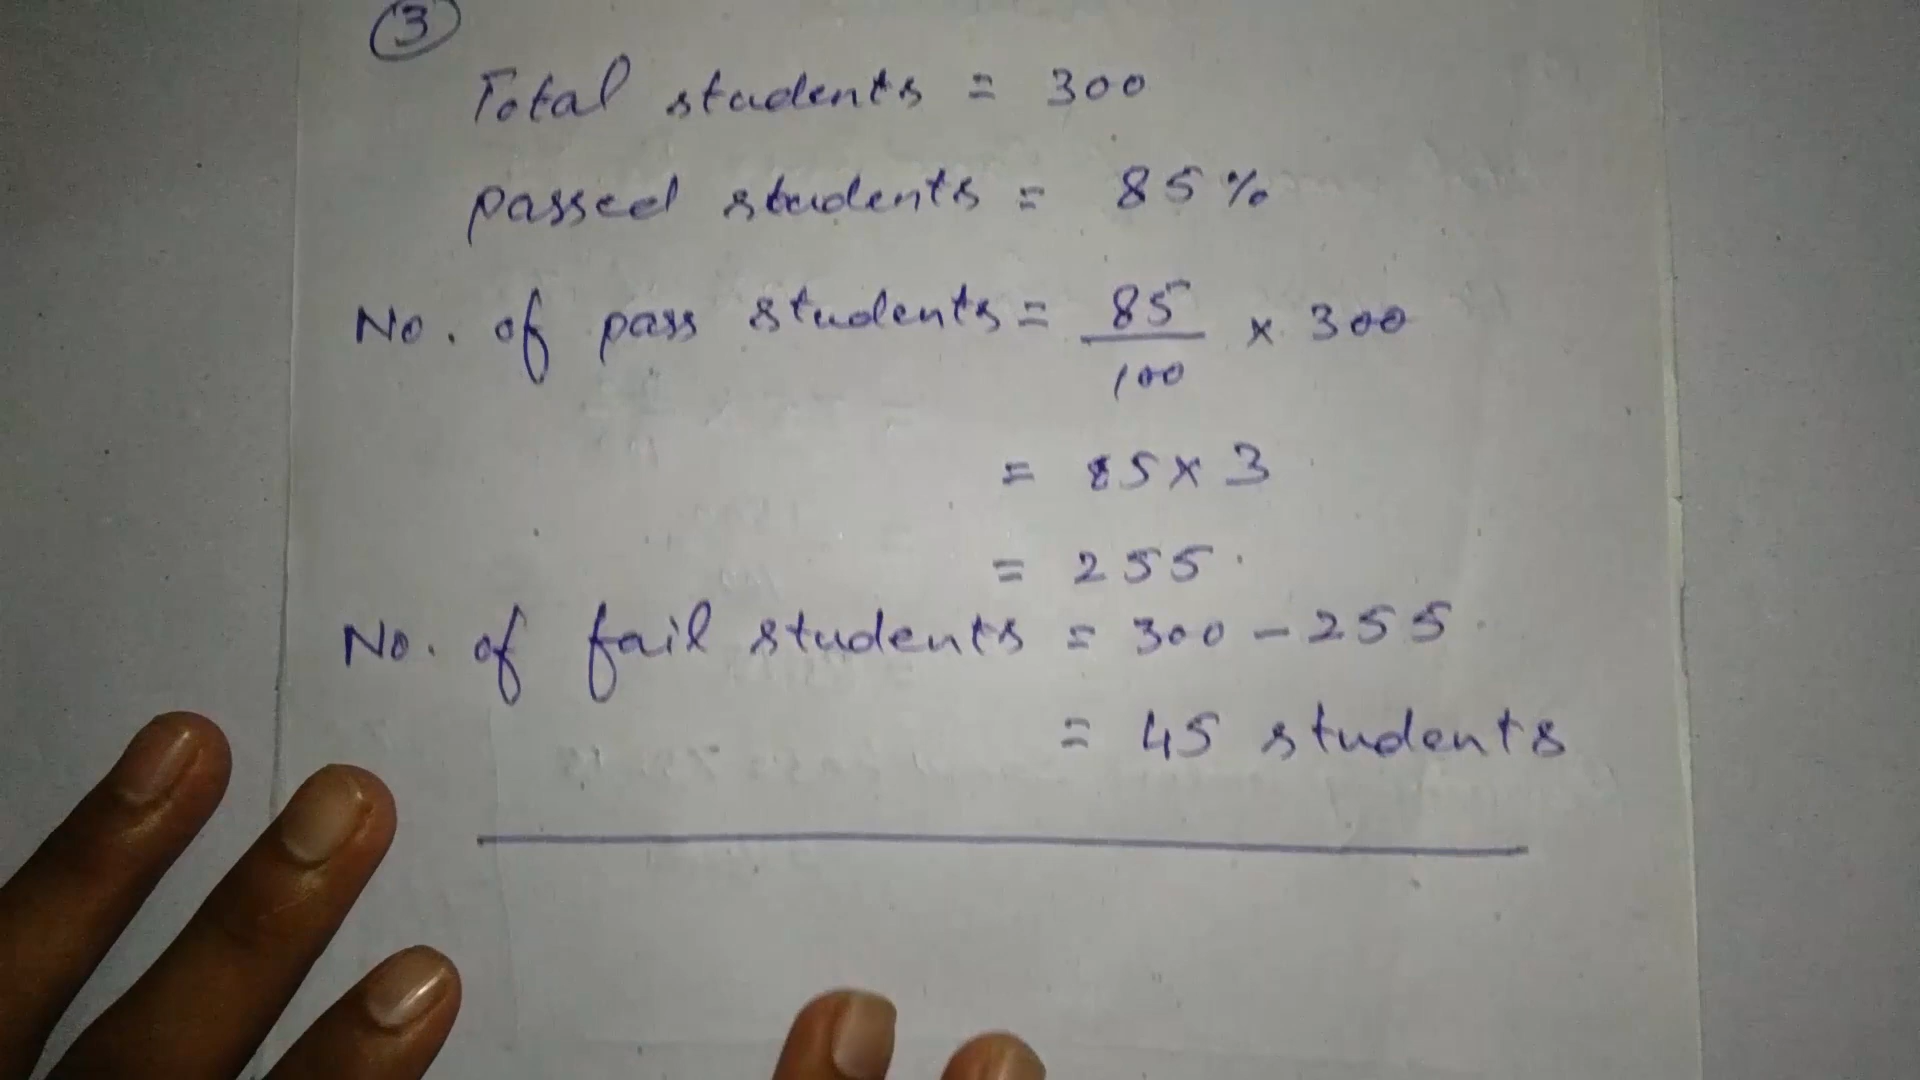 3
Total students = 300
passed students = 85%
No. of pass students = 85/100 x 300
= 85 x 3
= 255.
No. of fail students = 300 - 255
= 45 students